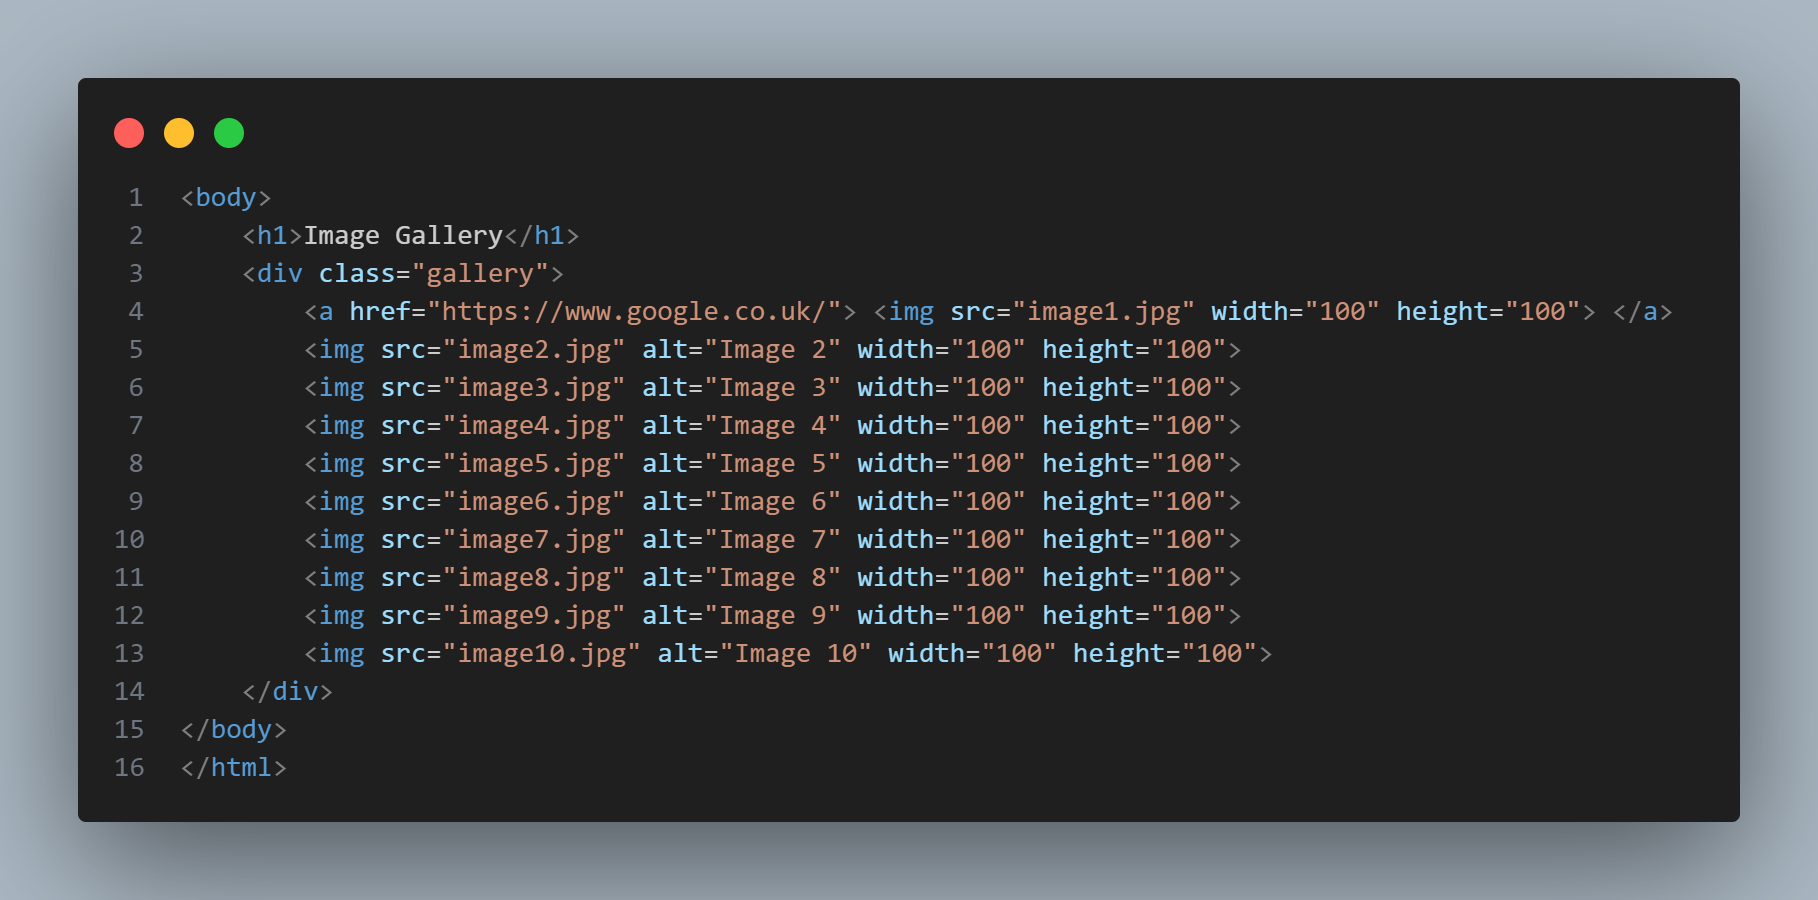 1 <body>
2     <h1>Image Gallery</h1>
3     <div class="gallery">
4         <a href="https://www.google.co.uk/"> <img src="image1.jpg" width="100" height="100"> </a>
5         <img src="image2.jpg" alt="Image 2" width="100" height="100">
6         <img src="image3.jpg" alt="Image 3" width="100" height="100">
7         <img src="image4.jpg" alt="Image 4" width="100" height="100">
8         <img src="image5.jpg" alt="Image 5" width="100" height="100">
9         <img src="image6.jpg" alt="Image 6" width="100" height="100">
10         <img src="image7.jpg" alt="Image 7" width="100" height="100">
11         <img src="image8.jpg" alt="Image 8" width="100" height="100">
12         <img src="image9.jpg" alt="Image 9" width="100" height="100">
13         <img src="image10.jpg" alt="Image 10" width="100" height="100">
14     </div>
15 </body>
16 </html>